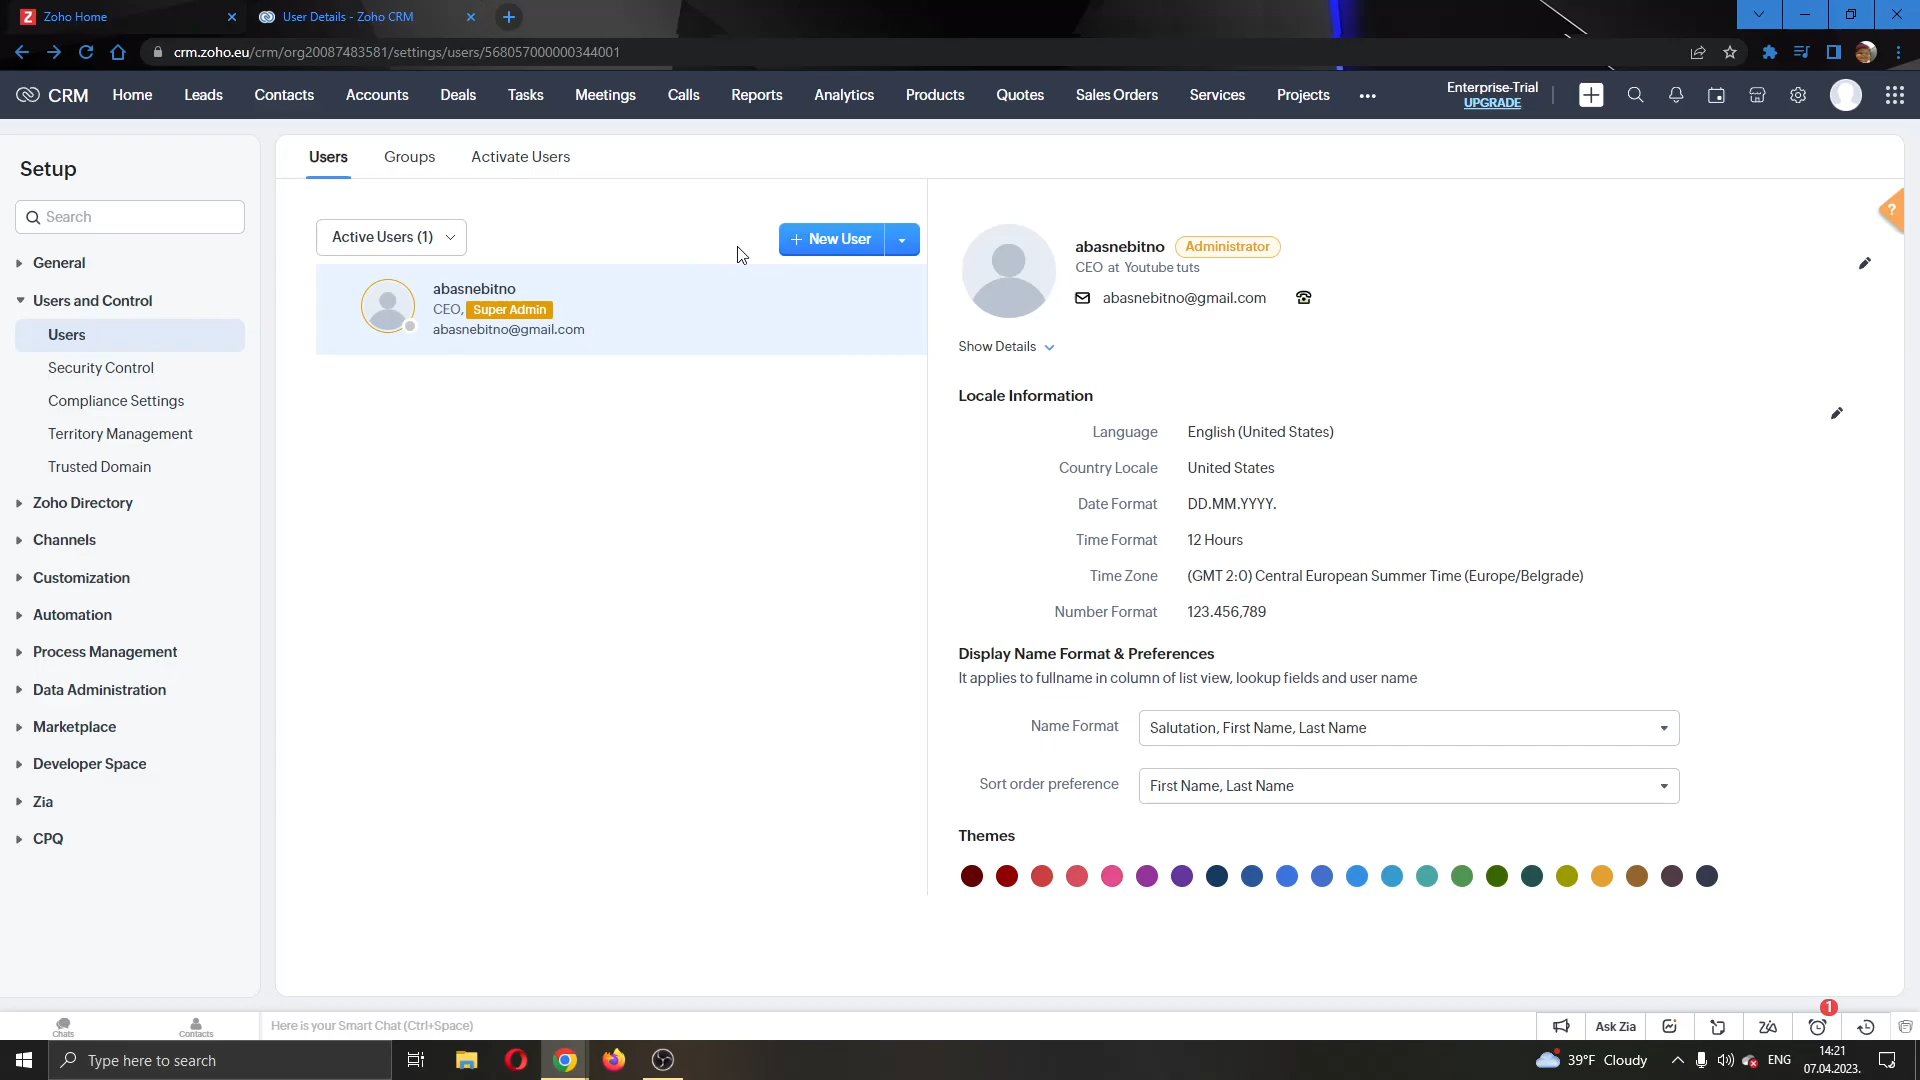 Zoho Home
User Details - Zoho CRM
crm.zoho.eu/crm/org20087483581/settings/users/568057000000344001
CRM Home Leads Contacts Accounts Deals Tasks Meetings Calls Reports Analytics Products Quotes Sales Orders Services Projects
Enterprise-Trial
UPGRADE
Setup
Search
General
Users and Control
Users
Security Control
Compliance Settings
Territory Management
Trusted Domain
Zoho Directory
Channels
Customization
Automation
Process Management
Data Administration
Marketplace
Developer Space
Zia
CPQ
Users Groups Activate Users
Active Users (1)
New User
abasnebitno
CEO, Super Admin
abasnebitno@gmail.com
abasnebitno Administrator
CEO at Youtube tuts
abasnebitno@gmail.com
?
Show Details
Locale Information
Language English (United States)
Country Locale United States
Date Format DD.MM.YYYY.
Time Format 12 Hours
Time Zone (GMT 2:0) Central European Summer Time (Europe/Belgrade)
Number Format 123.456,789
Display Name Format & Preferences
It applies to fullname in column of list view, lookup fields and user name
Name Format Salutation, First Name, Last Name
Sort order preference First Name, Last Name
Themes
Chats
Contacts
Here is your Smart Chat (Ctrl+Space)
Ask Zia
1
Type here to search
39°F Cloudy
ENG
14:21
07.04.2023.